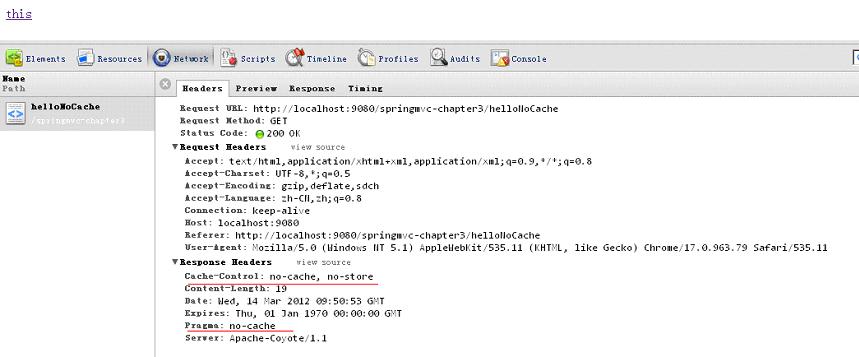 this
Elements Resources Network Scripts Timeline Profiles Audits Console
Name
Path
Headers Preview Response Timing
helloNoCache
/springmvc-chapter3
Request URL: http://localhost:9080/springmvc-chapter3/helloNoCache
Request Method: GET
Status Code: 200 OK
▼Request Headers view source
Accept: text/html,application/xhtml+xml,application/xml;q=0.9,*/*;q=0.8
Accept-Charset: UTF-8,*;q=0.5
Accept-Encoding: gzip,deflate,sdch
Accept-Language: zh-CN,zh;q=0.8
Connection: keep-alive
Host: localhost:9080
Referer: http://localhost:9080/springmvc-chapter3/helloNoCache
User-Agent: Mozilla/5.0 (Windows NT 5.1) AppleWebKit/535.11 (KHTML, like Gecko) Chrome/17.0.963.79 Safari/535.11
▼Response Headers view source
Cache-Control: no-cache, no-store
Content-Length: 19
Date: Wed, 14 Mar 2012 09:50:53 GMT
Expires: Thu, 01 Jan 1970 00:00:00 GMT
Pragma: no-cache
Server: Apache-Coyote/1.1